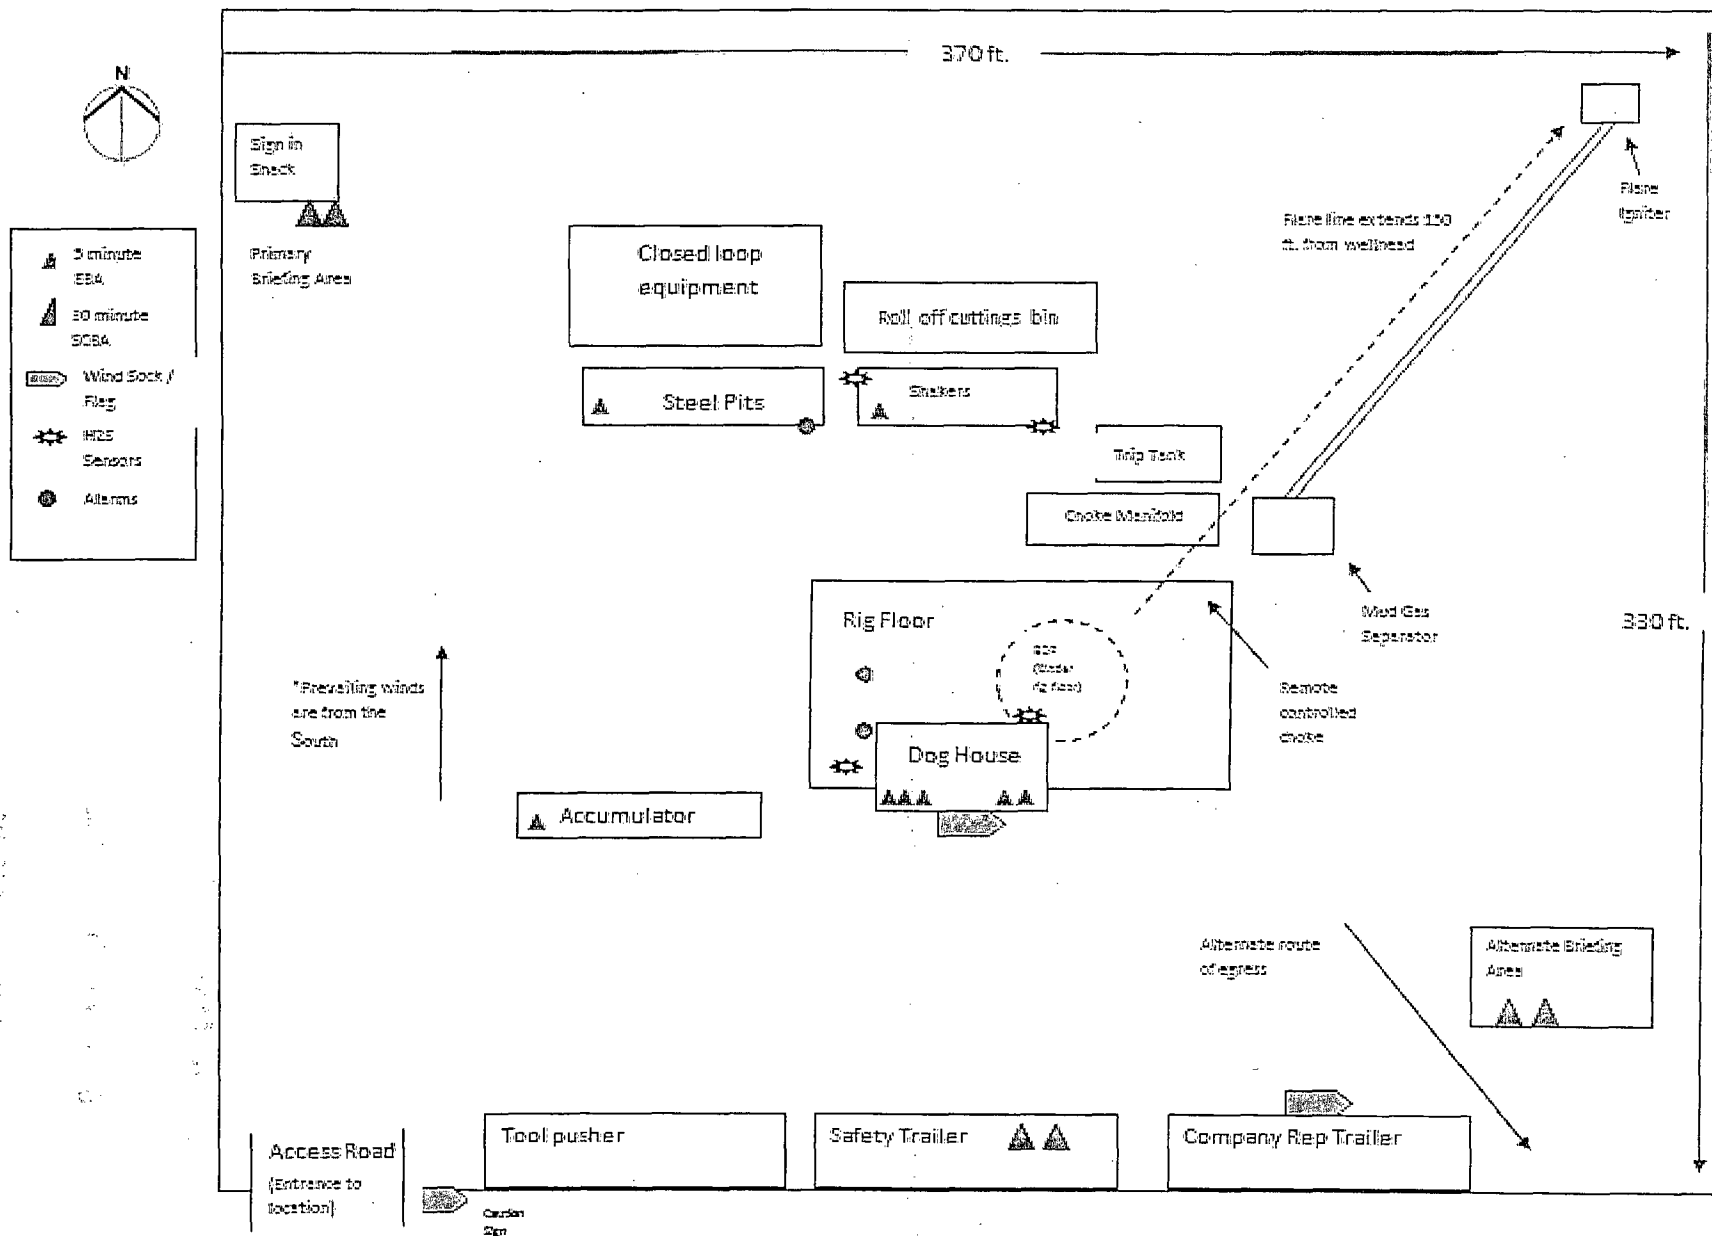 370 ft.
N
Sign in
Shack
Primary
Briefing Area
5 minute
EBA
30 minute
SCBA
Wind Sock /
Flag
H2S
Sensors
Alarms
Closed loop
equipment
Roll off cuttings bin
Steel Pits
Shakers
Trip Tank
Choke Manifold
Flare line extends 150
ft. from wellhead
Flare
Igniter
Mud Gas
Separator
330 ft.
Rig Floor
BOP
(Under
rig floor)
Remote
controlled
choke
*Prevailing winds
are from the
South
Dog House
Accumulator
Alternate route
of egress
Alternate Briefing
Area
Access Road
(Entrance to
location)
Caution
Sign
Tool pusher
Safety Trailer
Company Rep Trailer